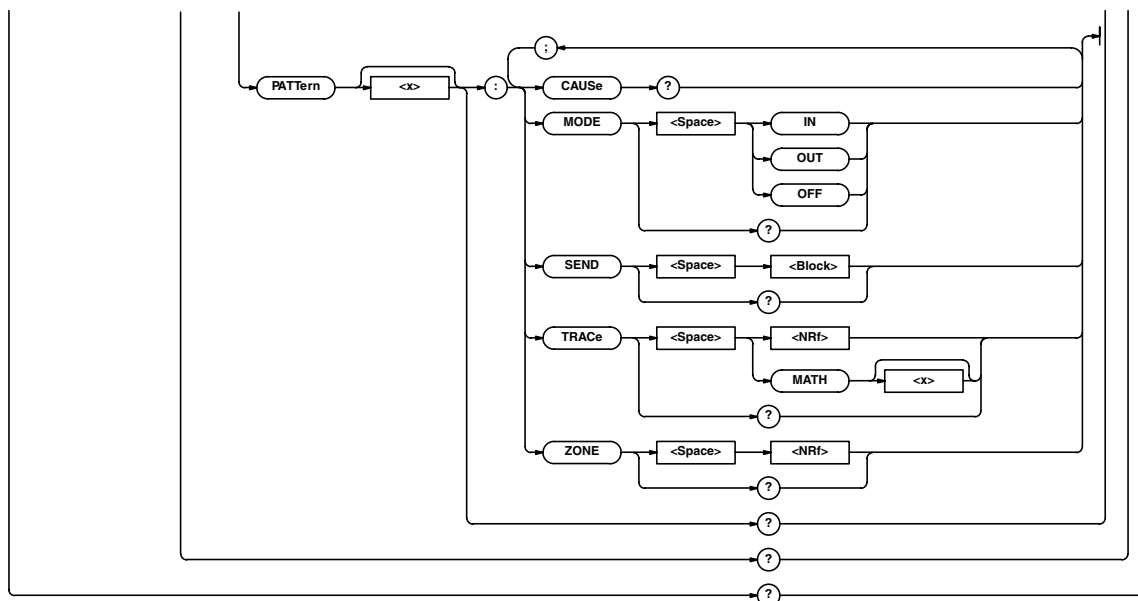 ;
PATTern <x> : CAUSe ?
MODE <Space> IN
OUT
OFF
?
SEND <Space> <Block>
?
TRACe <Space> <NRf>
MATH <x>
?
ZONE <Space> <NRf>
?
?
?
?